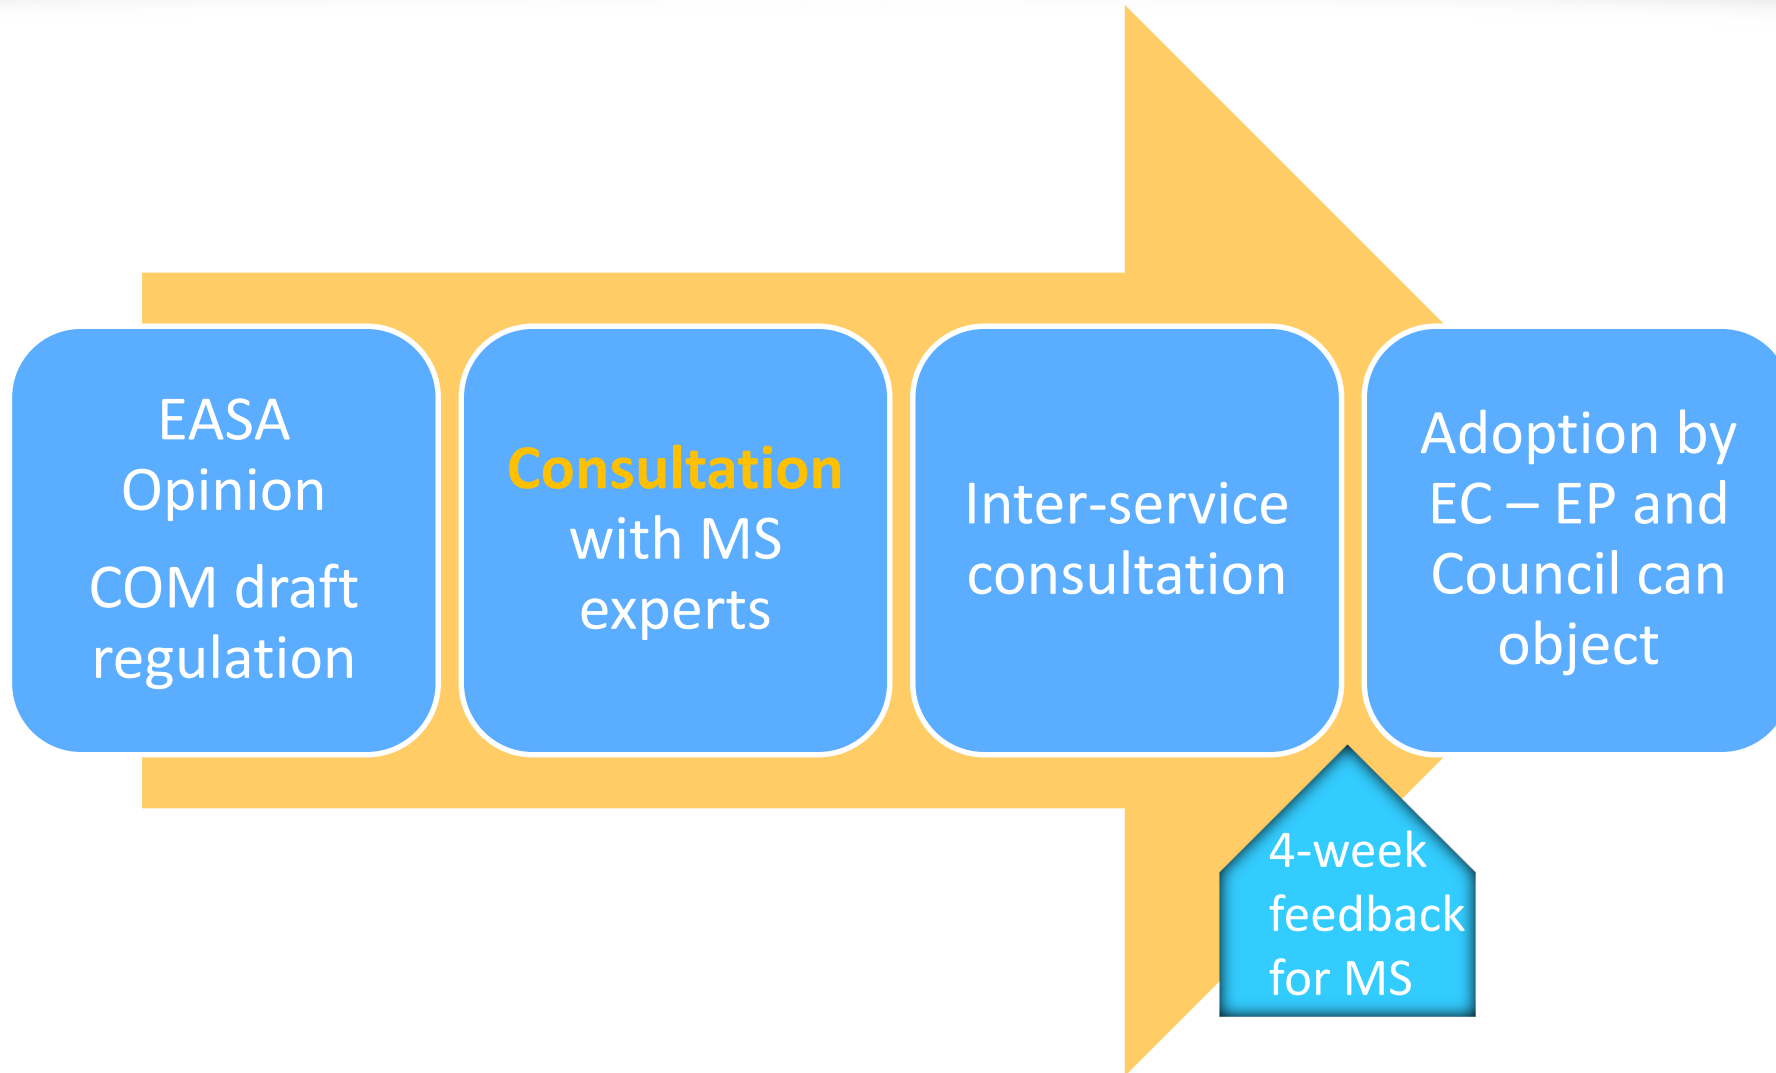 EASA
Opinion
COM draft
regulation
Consultation
with MS
experts
Inter-service
consultation
Adoption by
EC – EP and
Council can
object
4-week
feedback
for MS